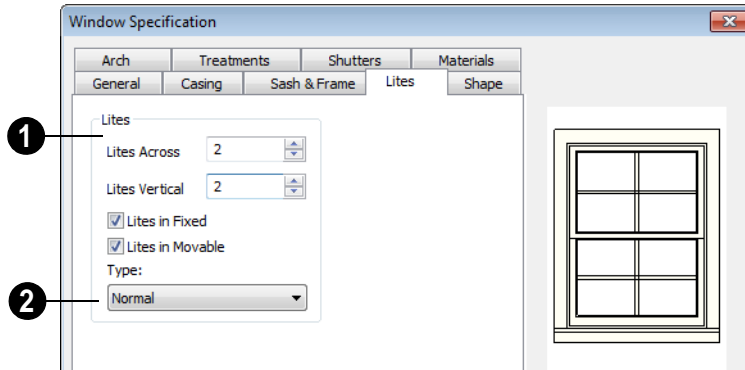 Window Specification
Arch Treatments Shutters Materials
General Casing Sash & Frame Lites Shape
Lites
1
Lites Across 2
Lites Vertical 2
Lites in Fixed
Lites in Movable
Type:
2
Normal